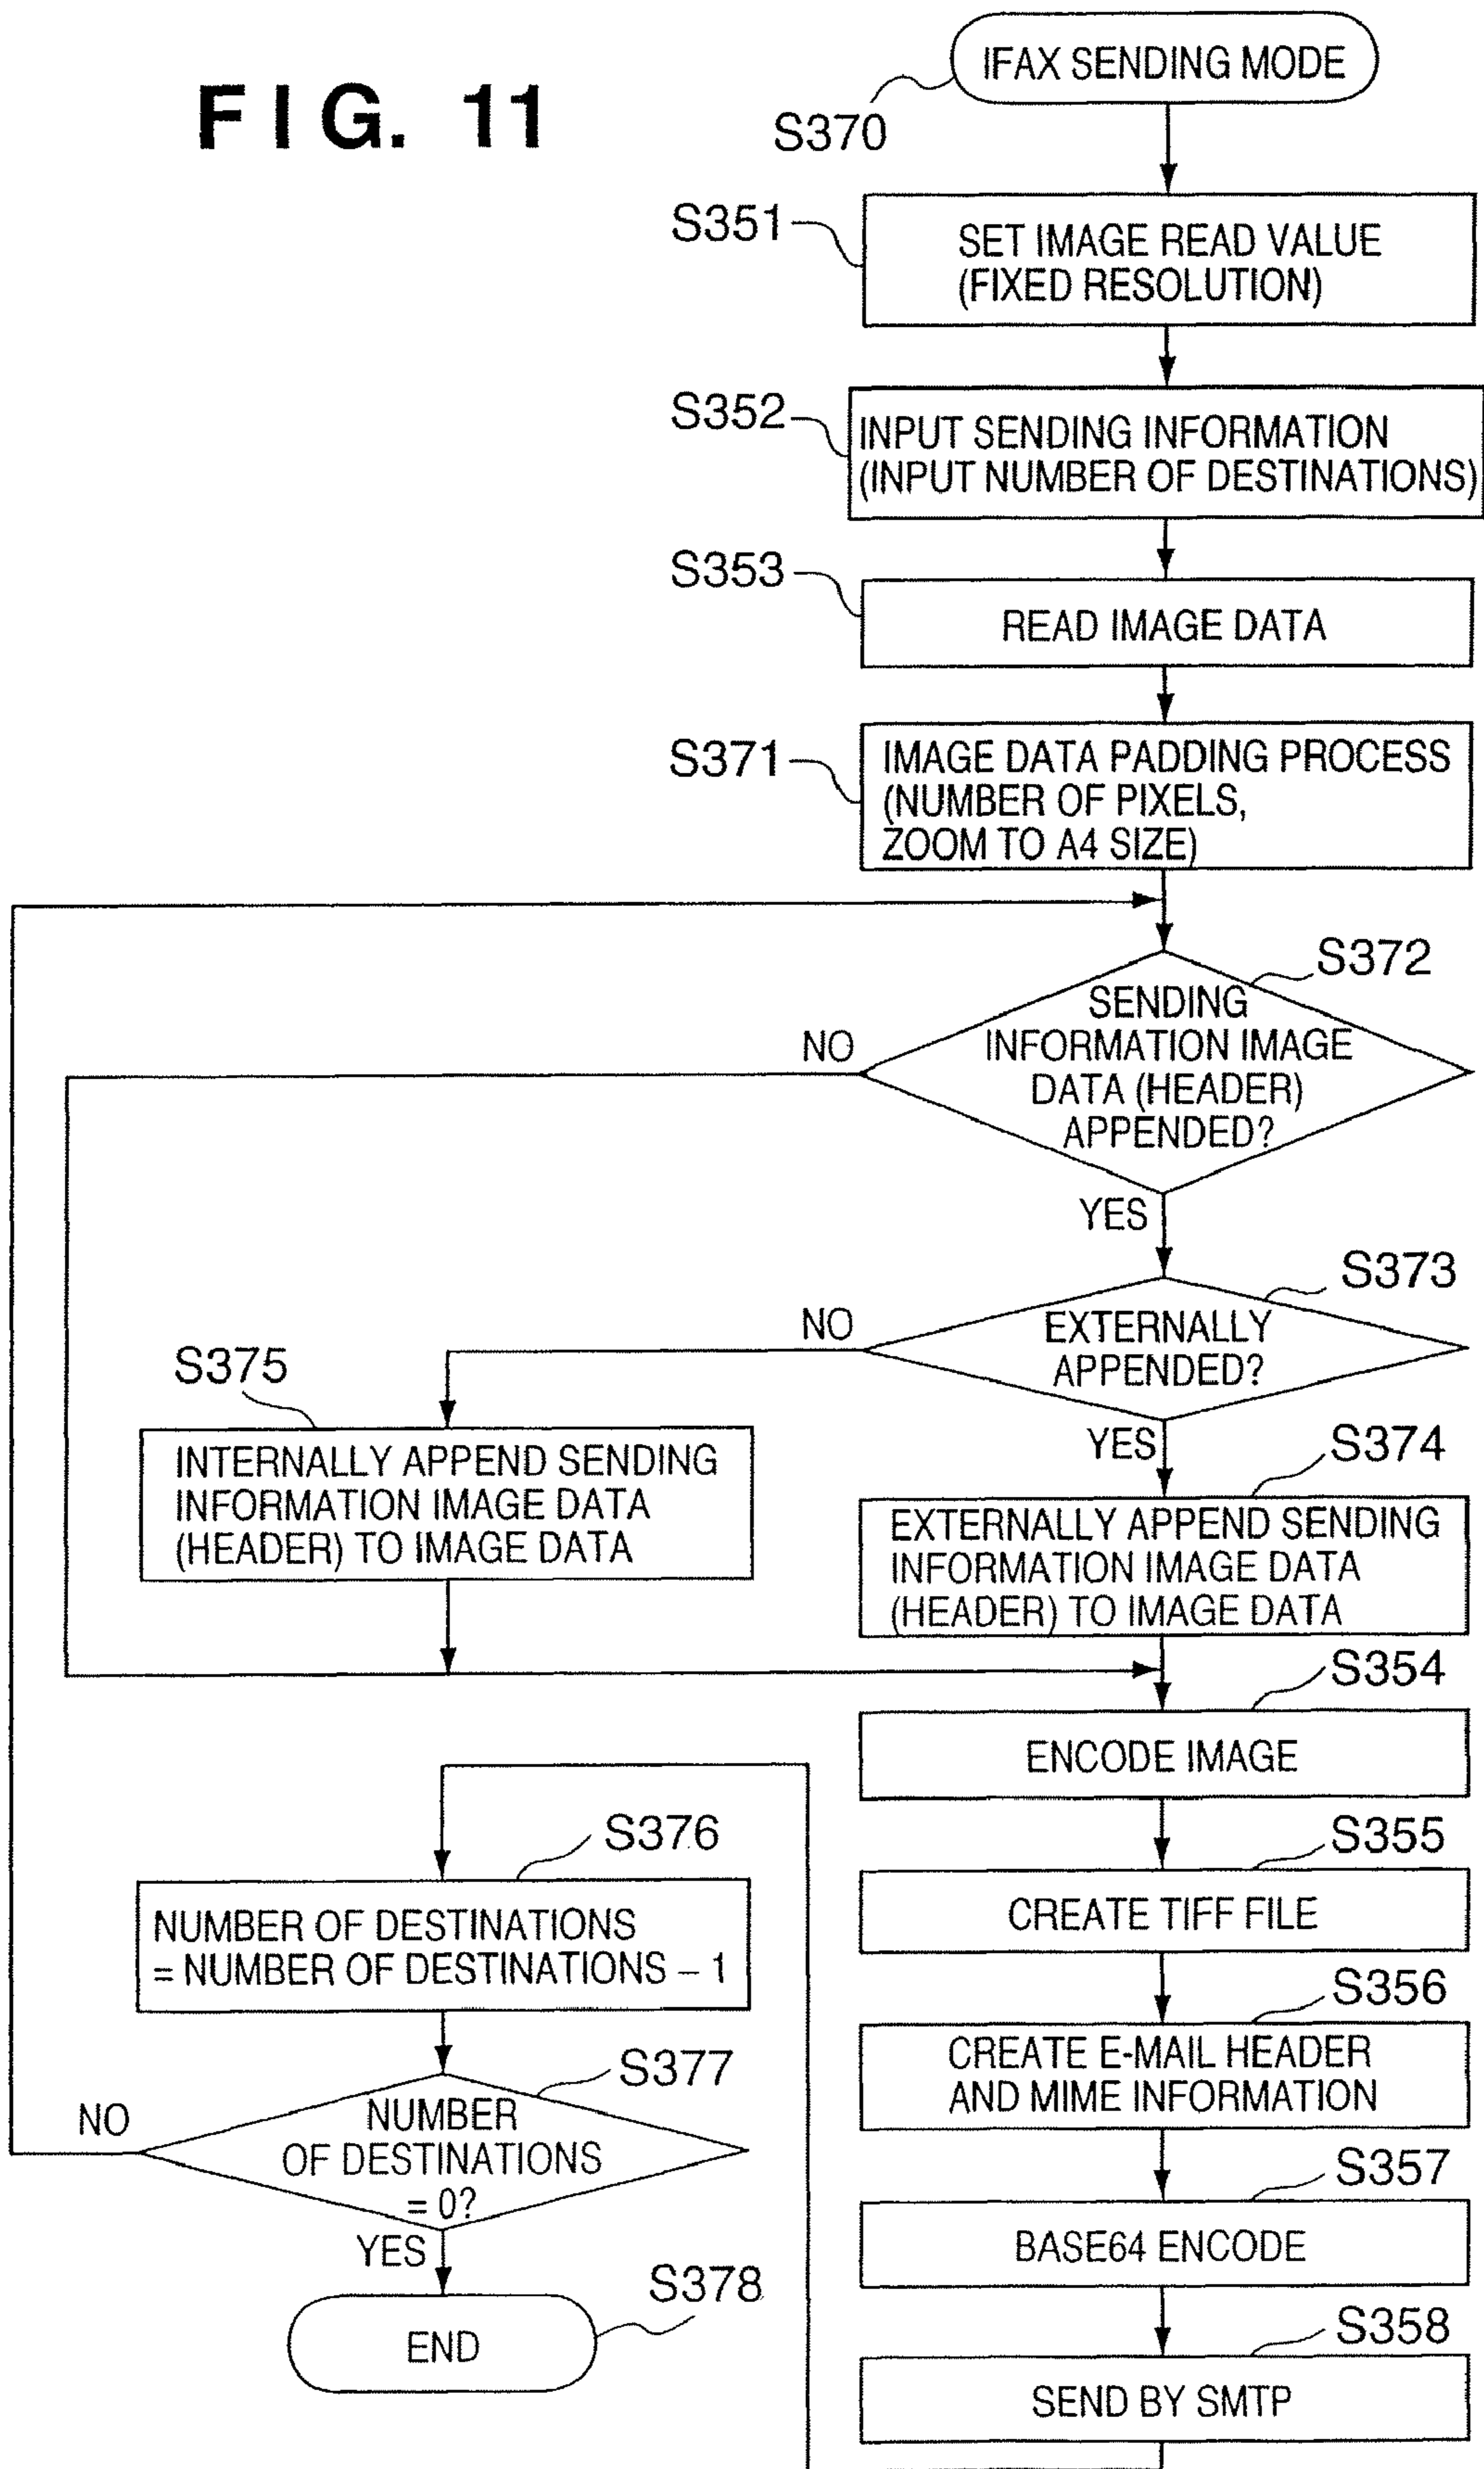 FIG. 11
IFAX SENDING MODE
S370
S351
SET IMAGE READ VALUE
(FIXED RESOLUTION)
S352
INPUT SENDING INFORMATION
(INPUT NUMBER OF DESTINATIONS)
S353
READ IMAGE DATA
S371
IMAGE DATA PADDING PROCESS
(NUMBER OF PIXELS,
ZOOM TO A4 SIZE)
S372
SENDING
INFORMATION IMAGE
DATA (HEADER)
APPENDED?
NO
YES
S373
EXTERNALLY
APPENDED?
NO
YES
S375
INTERNALLY APPEND SENDING
INFORMATION IMAGE DATA
(HEADER) TO IMAGE DATA
S374
EXTERNALLY APPEND SENDING
INFORMATION IMAGE DATA
(HEADER) TO IMAGE DATA
S354
ENCODE IMAGE
S355
CREATE TIFF FILE
S356
CREATE E-MAIL HEADER
AND MIME INFORMATION
S357
BASE64 ENCODE
S358
SEND BY SMTP
S376
NUMBER OF DESTINATIONS
= NUMBER OF DESTINATIONS – 1
S377
NUMBER
OF DESTINATIONS
= 0?
NO
YES
S378
END